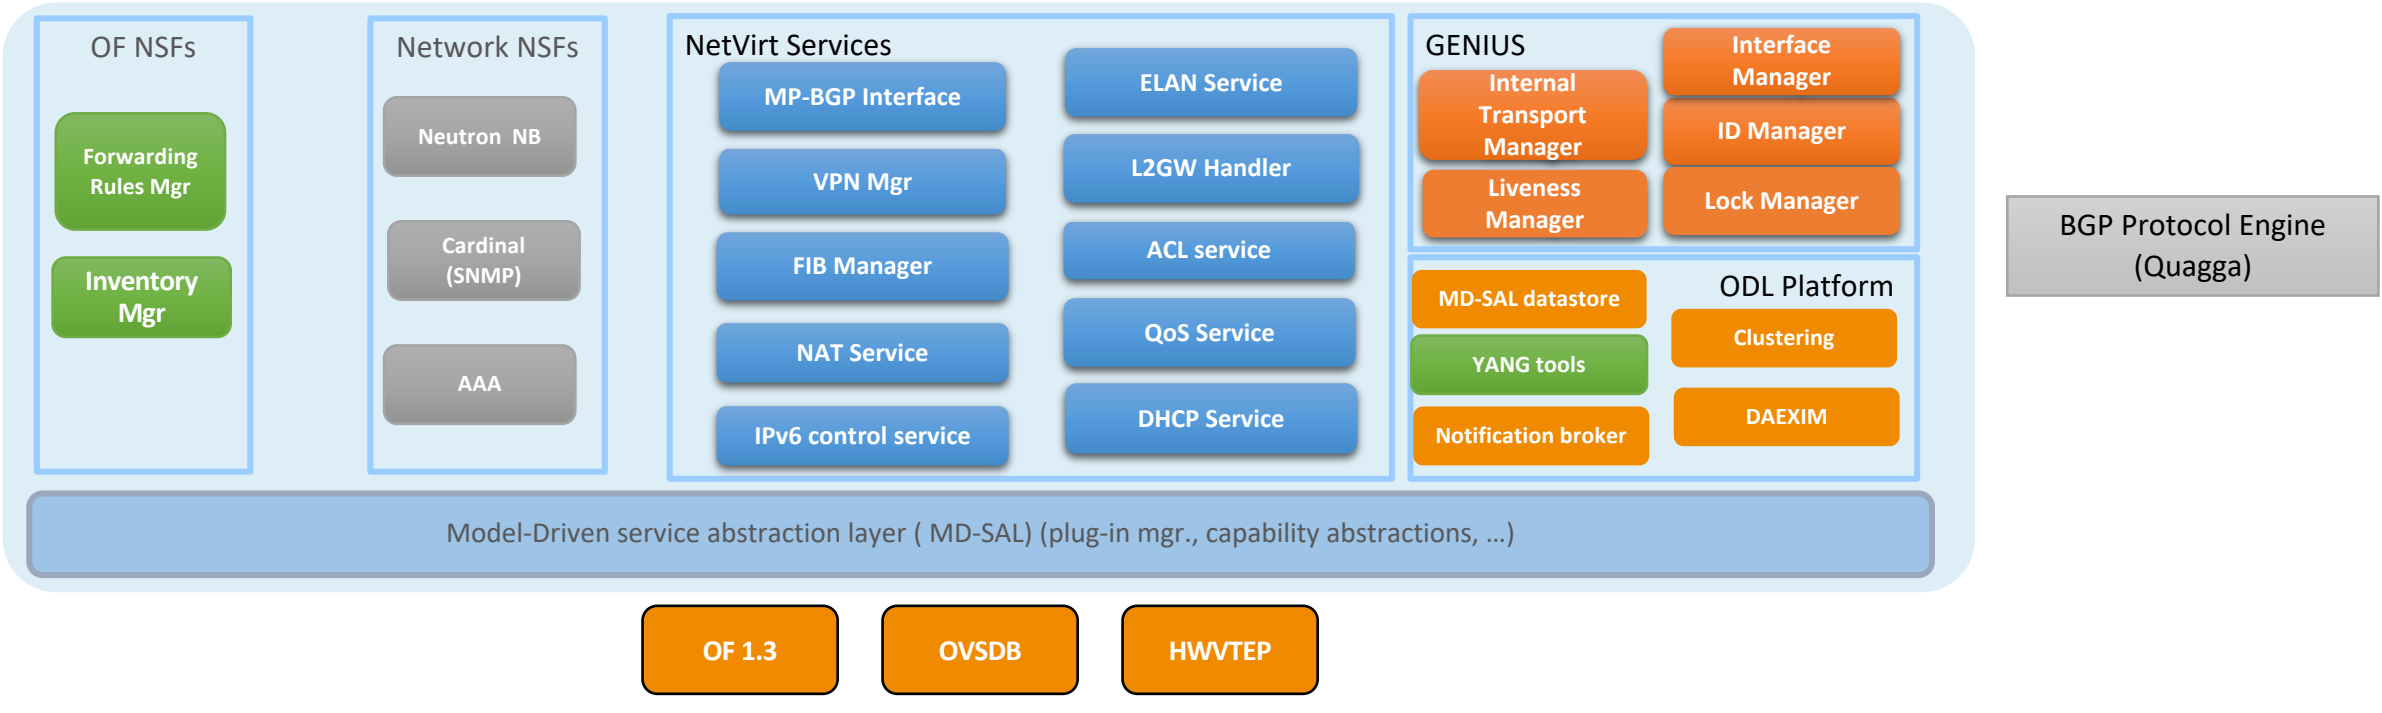 OF NSFs
Forwarding
Rules Mgr
Inventory
Mgr
Network NSFs
Neutron NB
Cardinal
(SNMP)
AAA
NetVirt Services
MP-BGP Interface
VPN Mgr
FIB Manager
NAT Service
IPv6 control service
ELAN Service
L2GW Handler
ACL service
QoS Service
DHCP Service
GENIUS
Internal
Transport
Manager
Liveness
Manager
Interface
Manager
ID Manager
Lock Manager
ODL Platform
MD-SAL datastore
YANG tools
Notification broker
Clustering
DAEXIM
BGP Protocol Engine
(Quagga)
Model-Driven service abstraction layer ( MD-SAL) (plug-in mgr., capability abstractions, …)
OF 1.3
OVSDB
HWVTEP